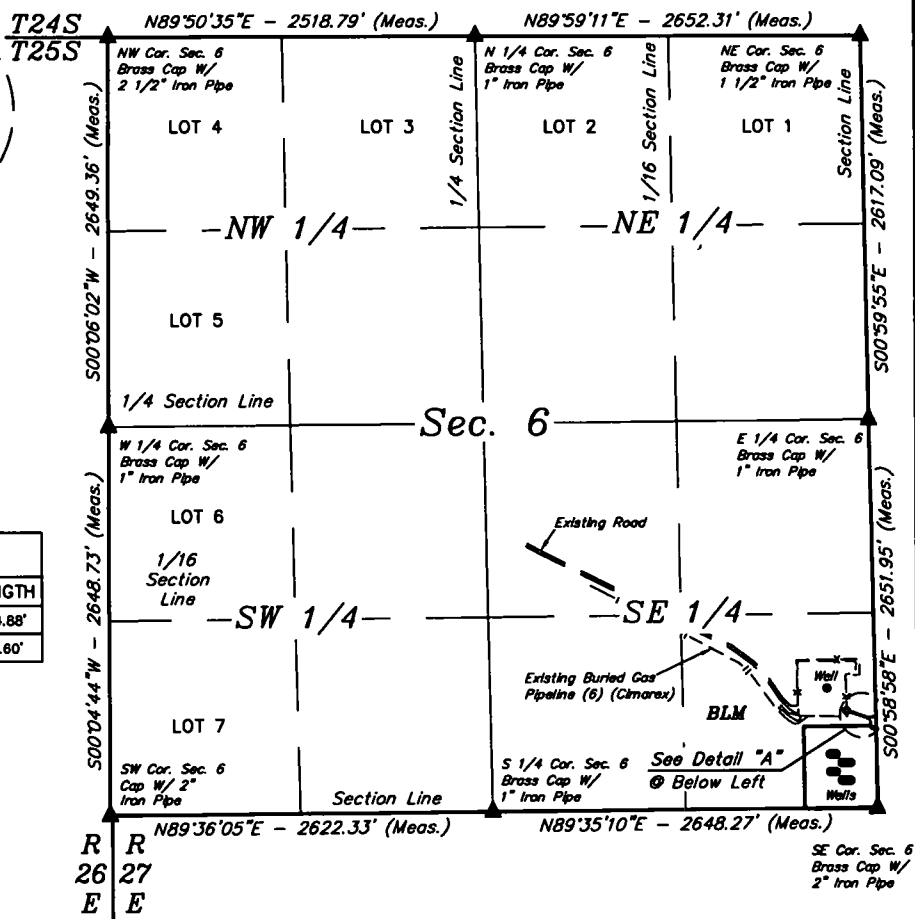 T24S
T25S
N89°50'35"E - 2518.79' (Meas.)
N89°59'11"E - 2652.31' (Meas.)
NW Cor. Sec. 6
Brass Cap W/
2 1/2" Iron Pipe
N 1/4 Cor. Sec. 6
Brass Cap W/
1" Iron Pipe
NE Cor. Sec. 6
Brass Cap W/
1 1/2" Iron Pipe
LOT 4
LOT 3
LOT 2
LOT 1
1/4 Section Line
1/16 Section Line
Section Line
S00°06'02"W - 2649.36' (Meas.)
S00°59'55"E - 2617.09' (Meas.)
NW 1/4
NE 1/4
LOT 5
1/4 Section Line
Sec. 6
W 1/4 Cor. Sec. 6
Brass Cap W/
1" Iron Pipe
E 1/4 Cor. Sec. 6
Brass Cap W/
1" Iron Pipe
LOT 6
1/16
Section
Line
Existing Road
S00°04'44"W - 2648.73' (Meas.)
S00°58'58"E - 2651.95' (Meas.)
SW 1/4
SE 1/4
Existing Buried Gas
Pipeline (6) (Cimarex)
Well
BLM
LOT 7
See Detail "A"
@ Below Left
Wells
SW Cor. Sec. 6
Cap W/ 2"
Iron Pipe
Section Line
S 1/4 Cor. Sec. 6
Brass Cap W/
1" Iron Pipe
N89°36'05"E - 2622.33' (Meas.)
N89°35'10"E - 2648.27' (Meas.)
SE Cor. Sec. 6
Brass Cap W/
2" Iron Pipe
R R
26 27
E E